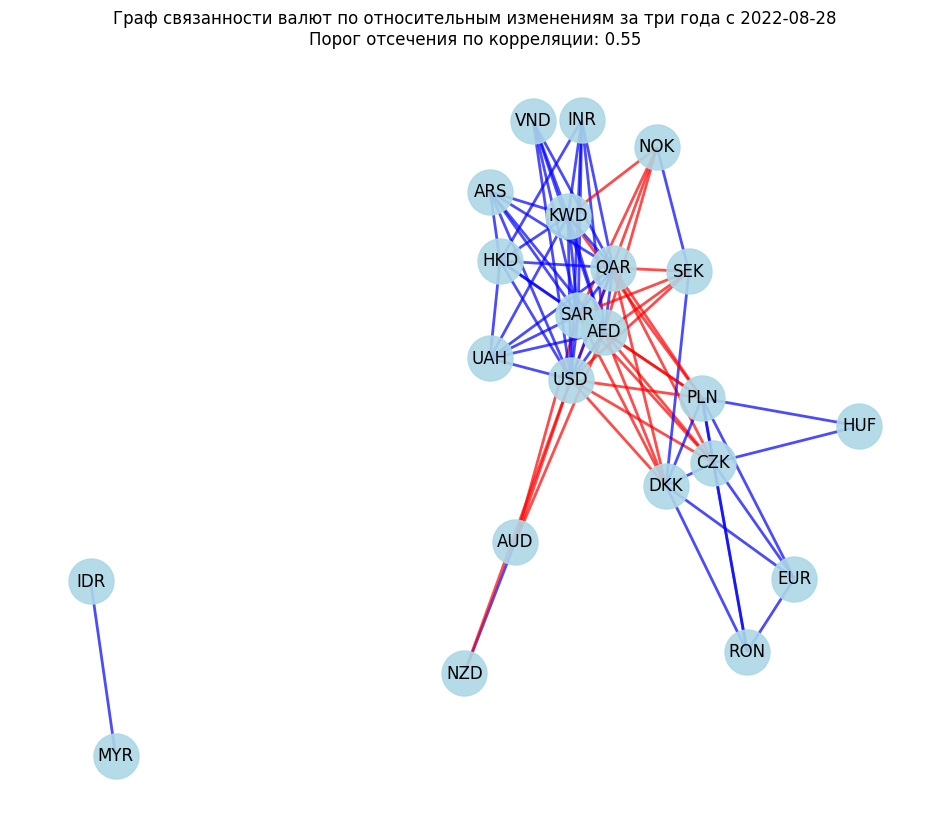 Граф связанности валют по относительным изменениям за три года с 2022-08-28
Порог отсечения по корреляции: 0.55
VND
INR
NOK
ARS
KWD
HKD
QAR
SEK
SAR
AED
UAH
USD
PLN
HUF
CZK
DKK
AUD
IDR
EUR
RON
NZD
MYR